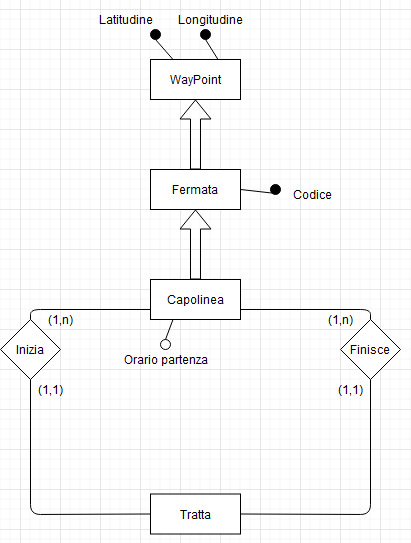 Latitudine
Longitudine
WayPoint
Fermata
Codice
Capolinea
(1,n)
(1,n)
Inizia
Finisce
Orario partenza
(1,1)
(1,1)
Tratta